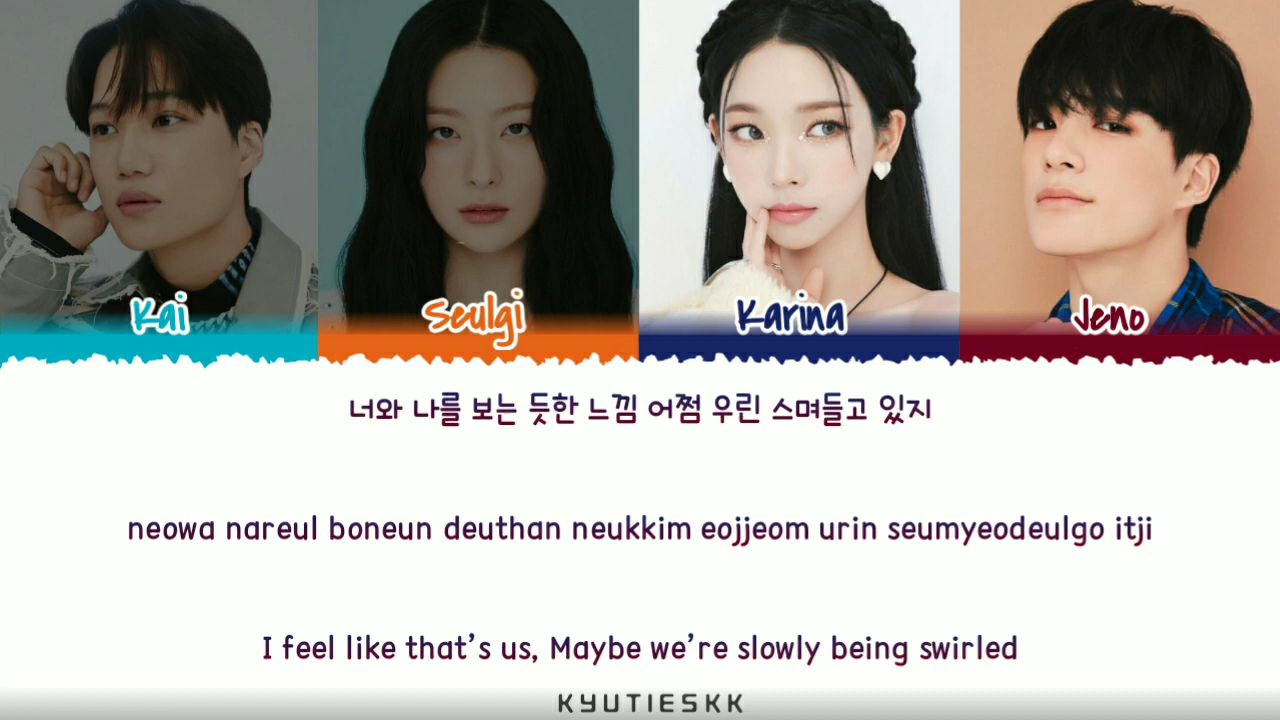 Kai
Seulgi
Karina
Jeno
너와 나를 보는 듯한 느낌 어쩜 우린 스며들고 있지
neowa nareul boneun deuthan neukkim eojjeom urin seumyeodeulgo itji
I feel like that's us, Maybe we're slowly being swirled
KYUTIESKK